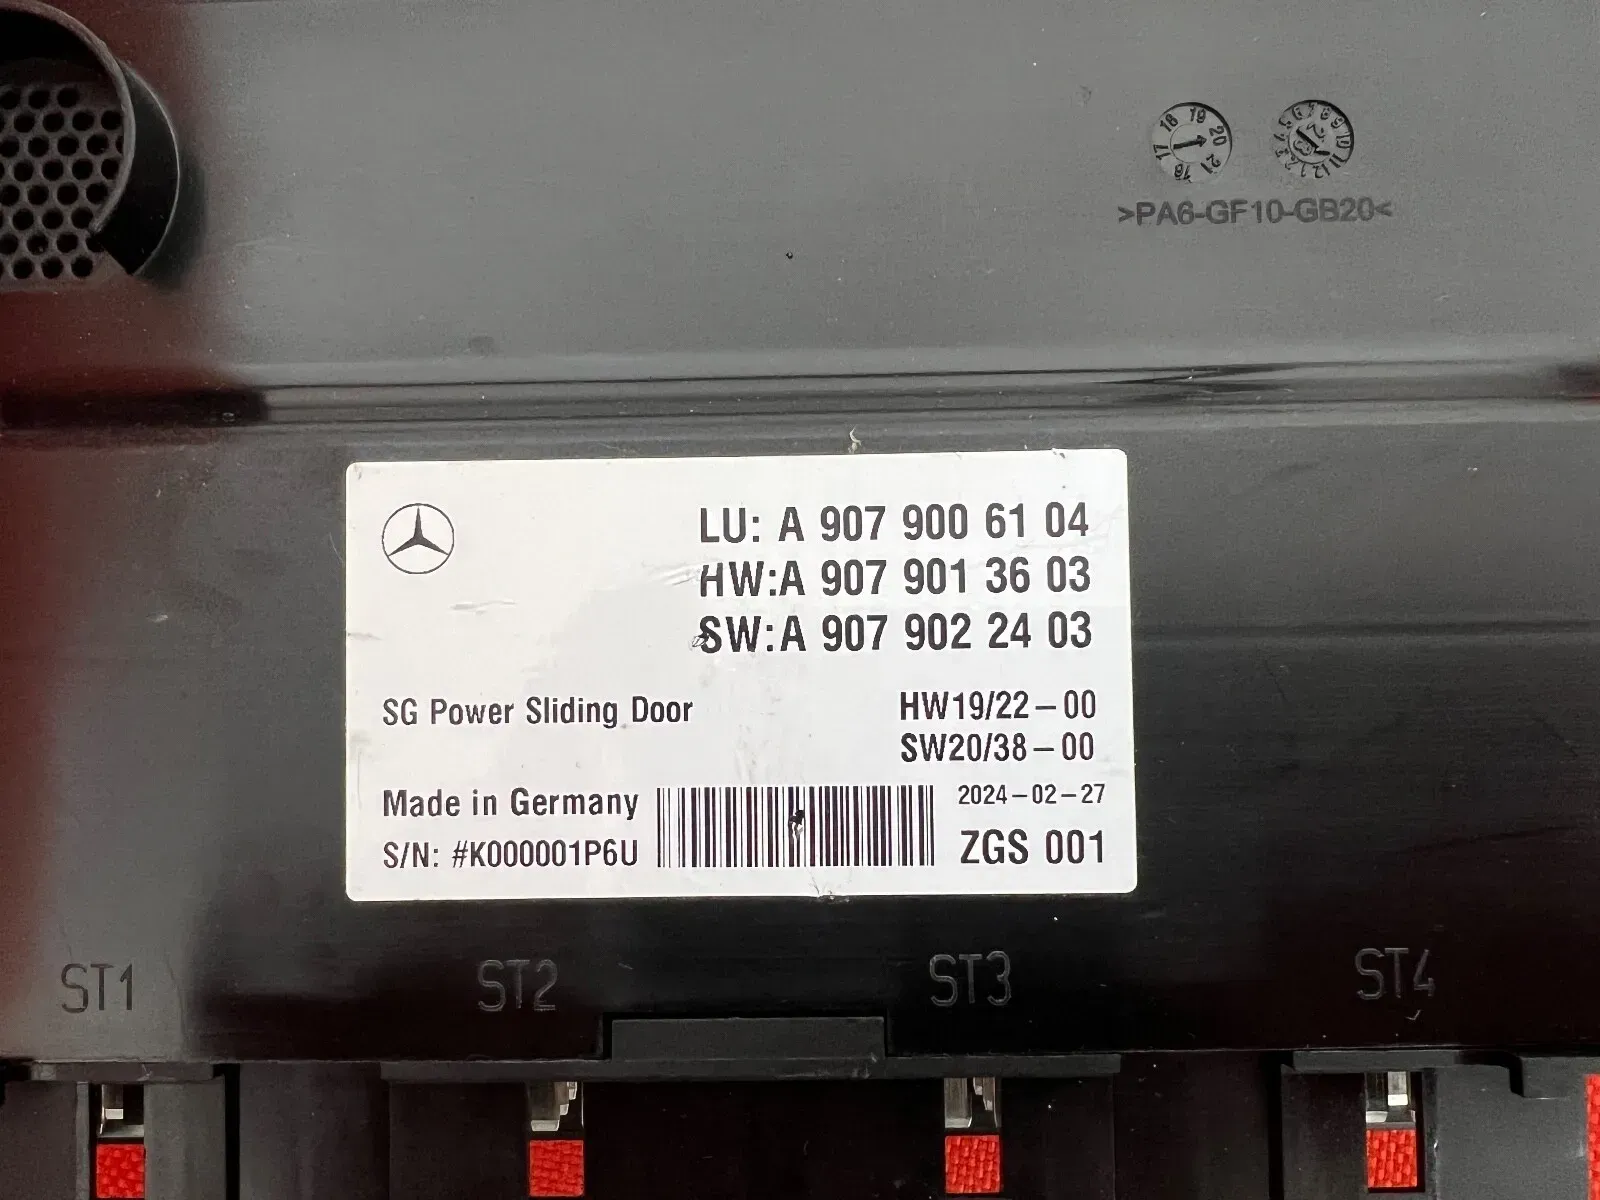 16 17 18 19 20 21
>PA6-GF10-GB20<
LU: A 907 900 61 04
HW:A 907 901 36 03
SW:A 907 902 24 03
SG Power Sliding Door
HW19/22-00
SW20/38-00
Made in Germany
2024-02-27
S/N: #K000001P6U
ZGS 001
ST1 ST2 ST3 ST4